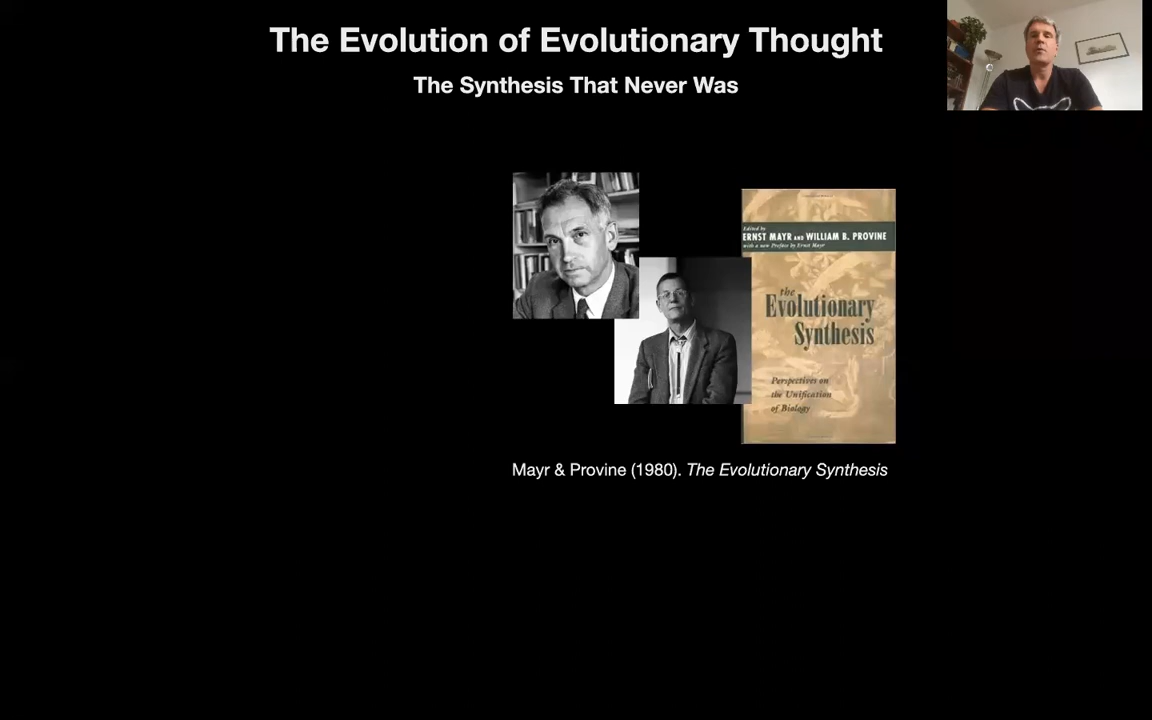 The Evolution of Evolutionary Thought
The Synthesis That Never Was
Edited by
ERNST MAYR AND WILLIAM B. PROVINE
with a new Preface by Ernst Mayr
the
Evolutionary
Synthesis
Perspectives on
the Unification
of Biology
Mayr & Provine (1980). The Evolutionary Synthesis